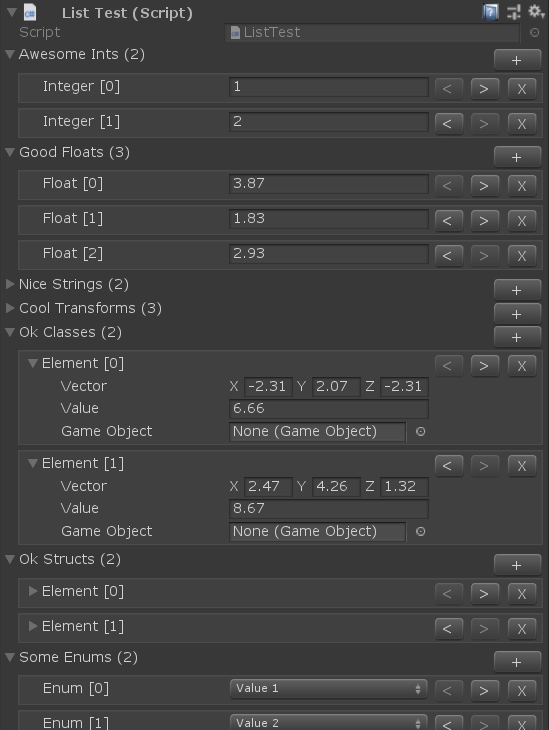 List Test (Script)
Script ListTest
Awesome Ints (2) +
Integer [0] 1 < > X
Integer [1] 2 < > X
Good Floats (3) +
Float [0] 3.87 < > X
Float [1] 1.83 < > X
Float [2] 2.93 < > X
Nice Strings (2) +
Cool Transforms (3) +
Ok Classes (2) +
Element [0] < > X
Vector X -2.31 Y 2.07 Z -2.31
Value 6.66
Game Object None (Game Object)
Element [1] < > X
Vector X 2.47 Y 4.26 Z 1.32
Value 8.67
Game Object None (Game Object)
Ok Structs (2) +
Element [0] < > X
Element [1] < > X
Some Enums (2) +
Enum [0] Value 1 < > X
Enum [1] Value 2 < > X